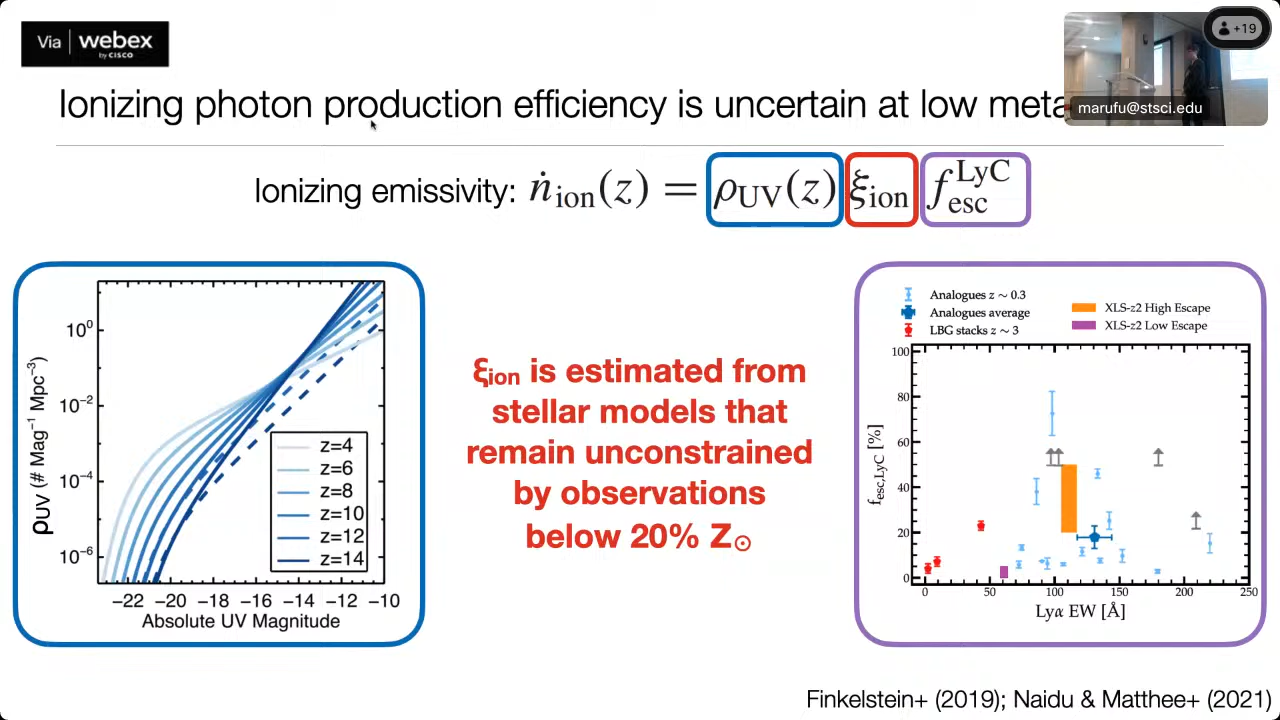 Via webex
by CISCO
+19
marufu@stsci.edu
Ionizing photon production efficiency is uncertain at low meta
Ionizing emissivity: ṅ_ion(z) = ρ_UV(z) ξ_ion f_esc^LyC
ρUV (# Mag⁻¹ Mpc⁻³)
10⁰
10⁻²
10⁻⁴
10⁻⁶
z=4
z=6
z=8
z=10
z=12
z=14
−22 −20 −18 −16 −14 −12 −10
Absolute UV Magnitude
ξion is estimated from
stellar models that
remain unconstrained
by observations
below 20% Z⊙
Analogues z ∼ 0.3
Analogues average
LBG stacks z ∼ 3
XLS-z2 High Escape
XLS-z2 Low Escape
fesc,LyC [%]
100
80
60
40
20
0
0 50 100 150 200 250
Lyα EW [Å]
Finkelstein+ (2019); Naidu & Matthee+ (2021)